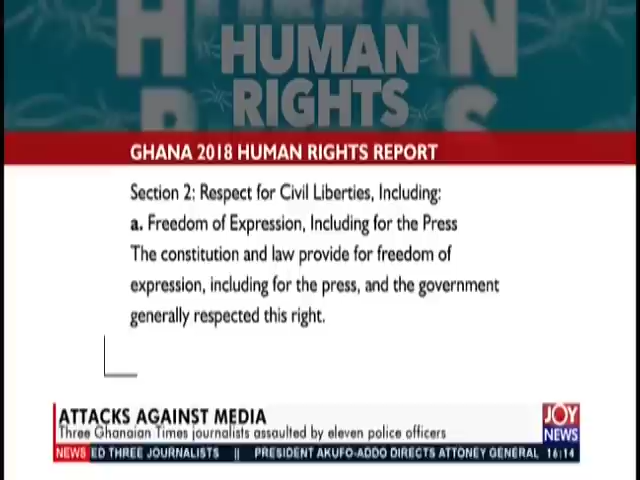 HUMAN
RIGHTS
GHANA 2018 HUMAN RIGHTS REPORT
Section 2: Respect for Civil Liberties, Including:
a. Freedom of Expression, Including for the Press
The constitution and law provide for freedom of
expression, including for the press, and the government
generally respected this right.
ATTACKS AGAINST MEDIA
Three Ghanaian Times journalists assaulted by eleven police officers
JOY
NEWS
NEWS ED THREE JOURNALISTS || PRESIDENT AKUFO-ADDO DIRECTS ATTONEY GENERAL 16:14